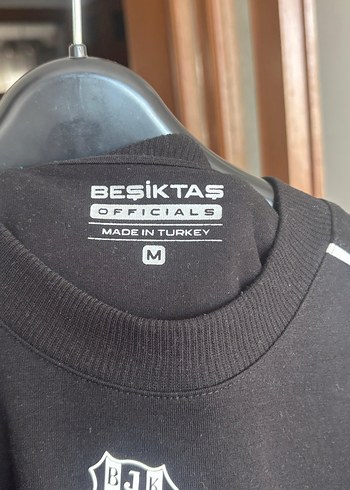 BEŞİKTAŞ
OFFICIALS
MADE IN TURKEY
M
BJK